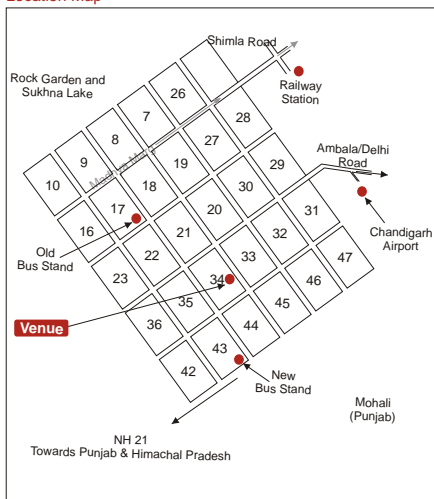 Location Map
Shimla Road
Rock Garden and
Sukhna Lake
Railway
Station
26
7
8
9
10
28
27
19
18
17
16
Madhya Marg
Ambala/Delhi
Road
29
30
20
21
22
23
Old
Bus Stand
Chandigarh
Airport
31
32
33
34
35
36
47
46
45
44
43
42
Venue
New
Bus Stand
Mohali
(Punjab)
NH 21
Towards Punjab & Himachal Pradesh